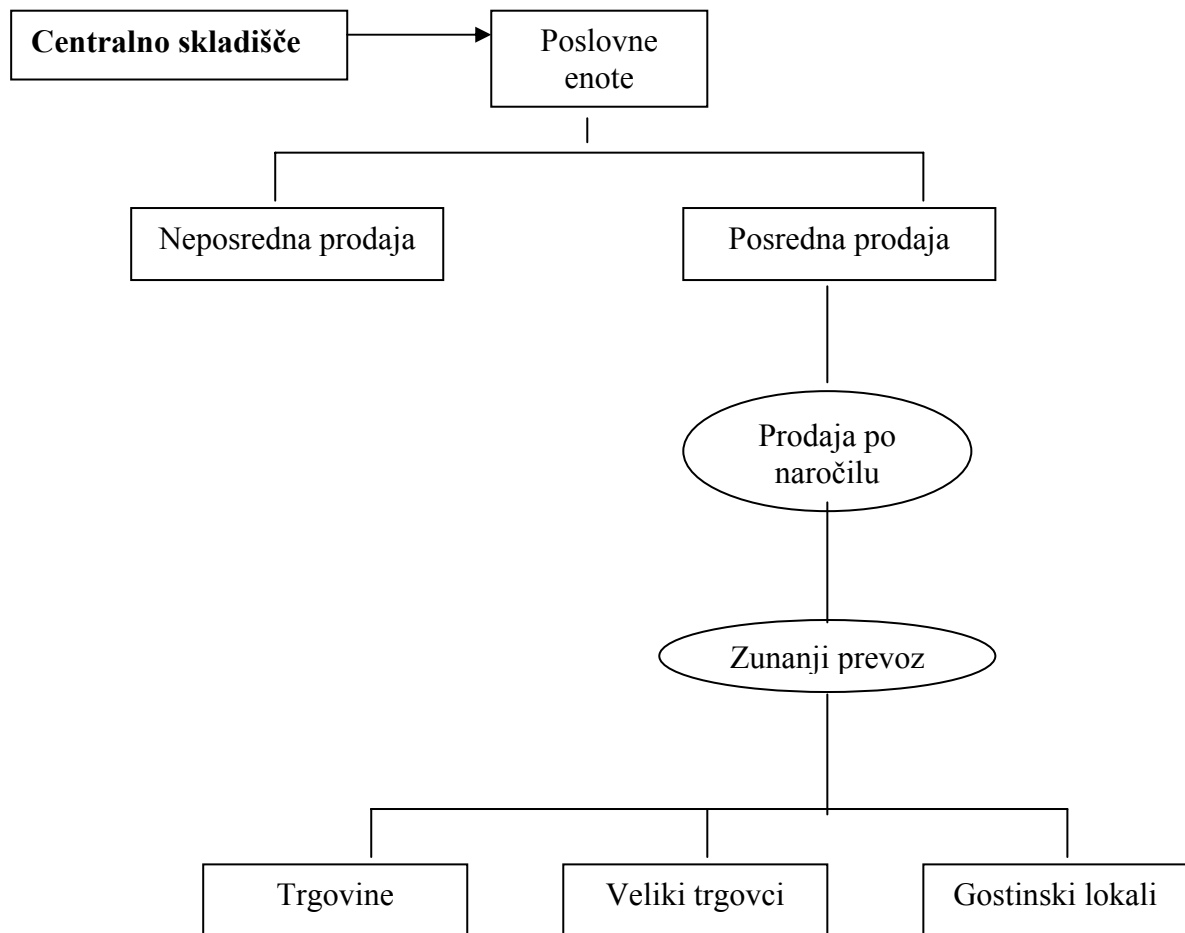 Centralno skladišče
Poslovne
enote
Neposredna prodaja
Posredna prodaja
Prodaja po
naročilu
Zunanji prevoz
Trgovine
Veliki trgovci
Gostinski lokali